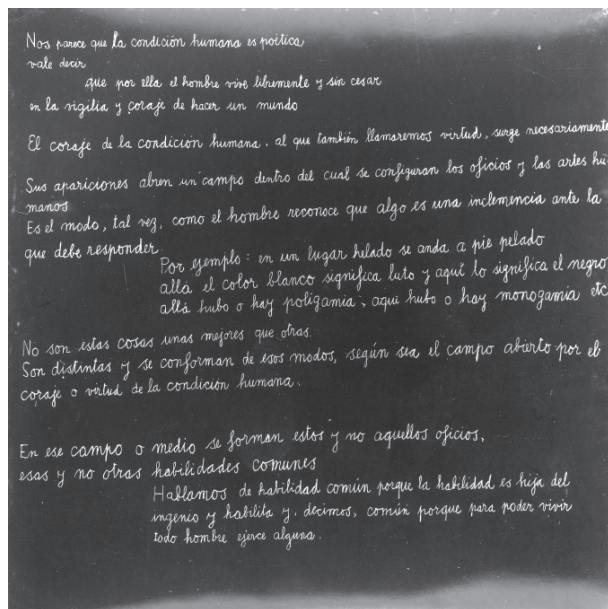 Nos parece que la condición humana es poética
vale decir
que por ella el hombre vive libremente y sin cesar
en la vigilia y coraje de hacer un mundo
El coraje de la condición humana, al que también llamaremos virtud, surge necesariamente
Sus apariciones abren un campo dentro del cual se configuran los oficios y las artes hu
manos
Es el modo, tal vez, como el hombre reconoce que algo es una inclemencia ante la
que debe responder.
Por ejemplo: en un lugar helado se anda a pie pelado
allá el color blanco significa luto y aquí lo significa el negro
allá hubo o hay poligamia, aquí hubo o hay monogamia etc
No son estas cosas unas mejores que otras.
Son distintas y se conforman de esos modos, según sea el campo abierto por el
coraje o virtud de la condición humana.
En ese campo o medio se forman estos y no aquellos oficios,
esas y no otras habilidades comunes
Hablamos de habilidad común porque la habilidad es hija del
ingenio y habilita y, decimos, común porque para poder vivir
todo hombre ejerce alguna.